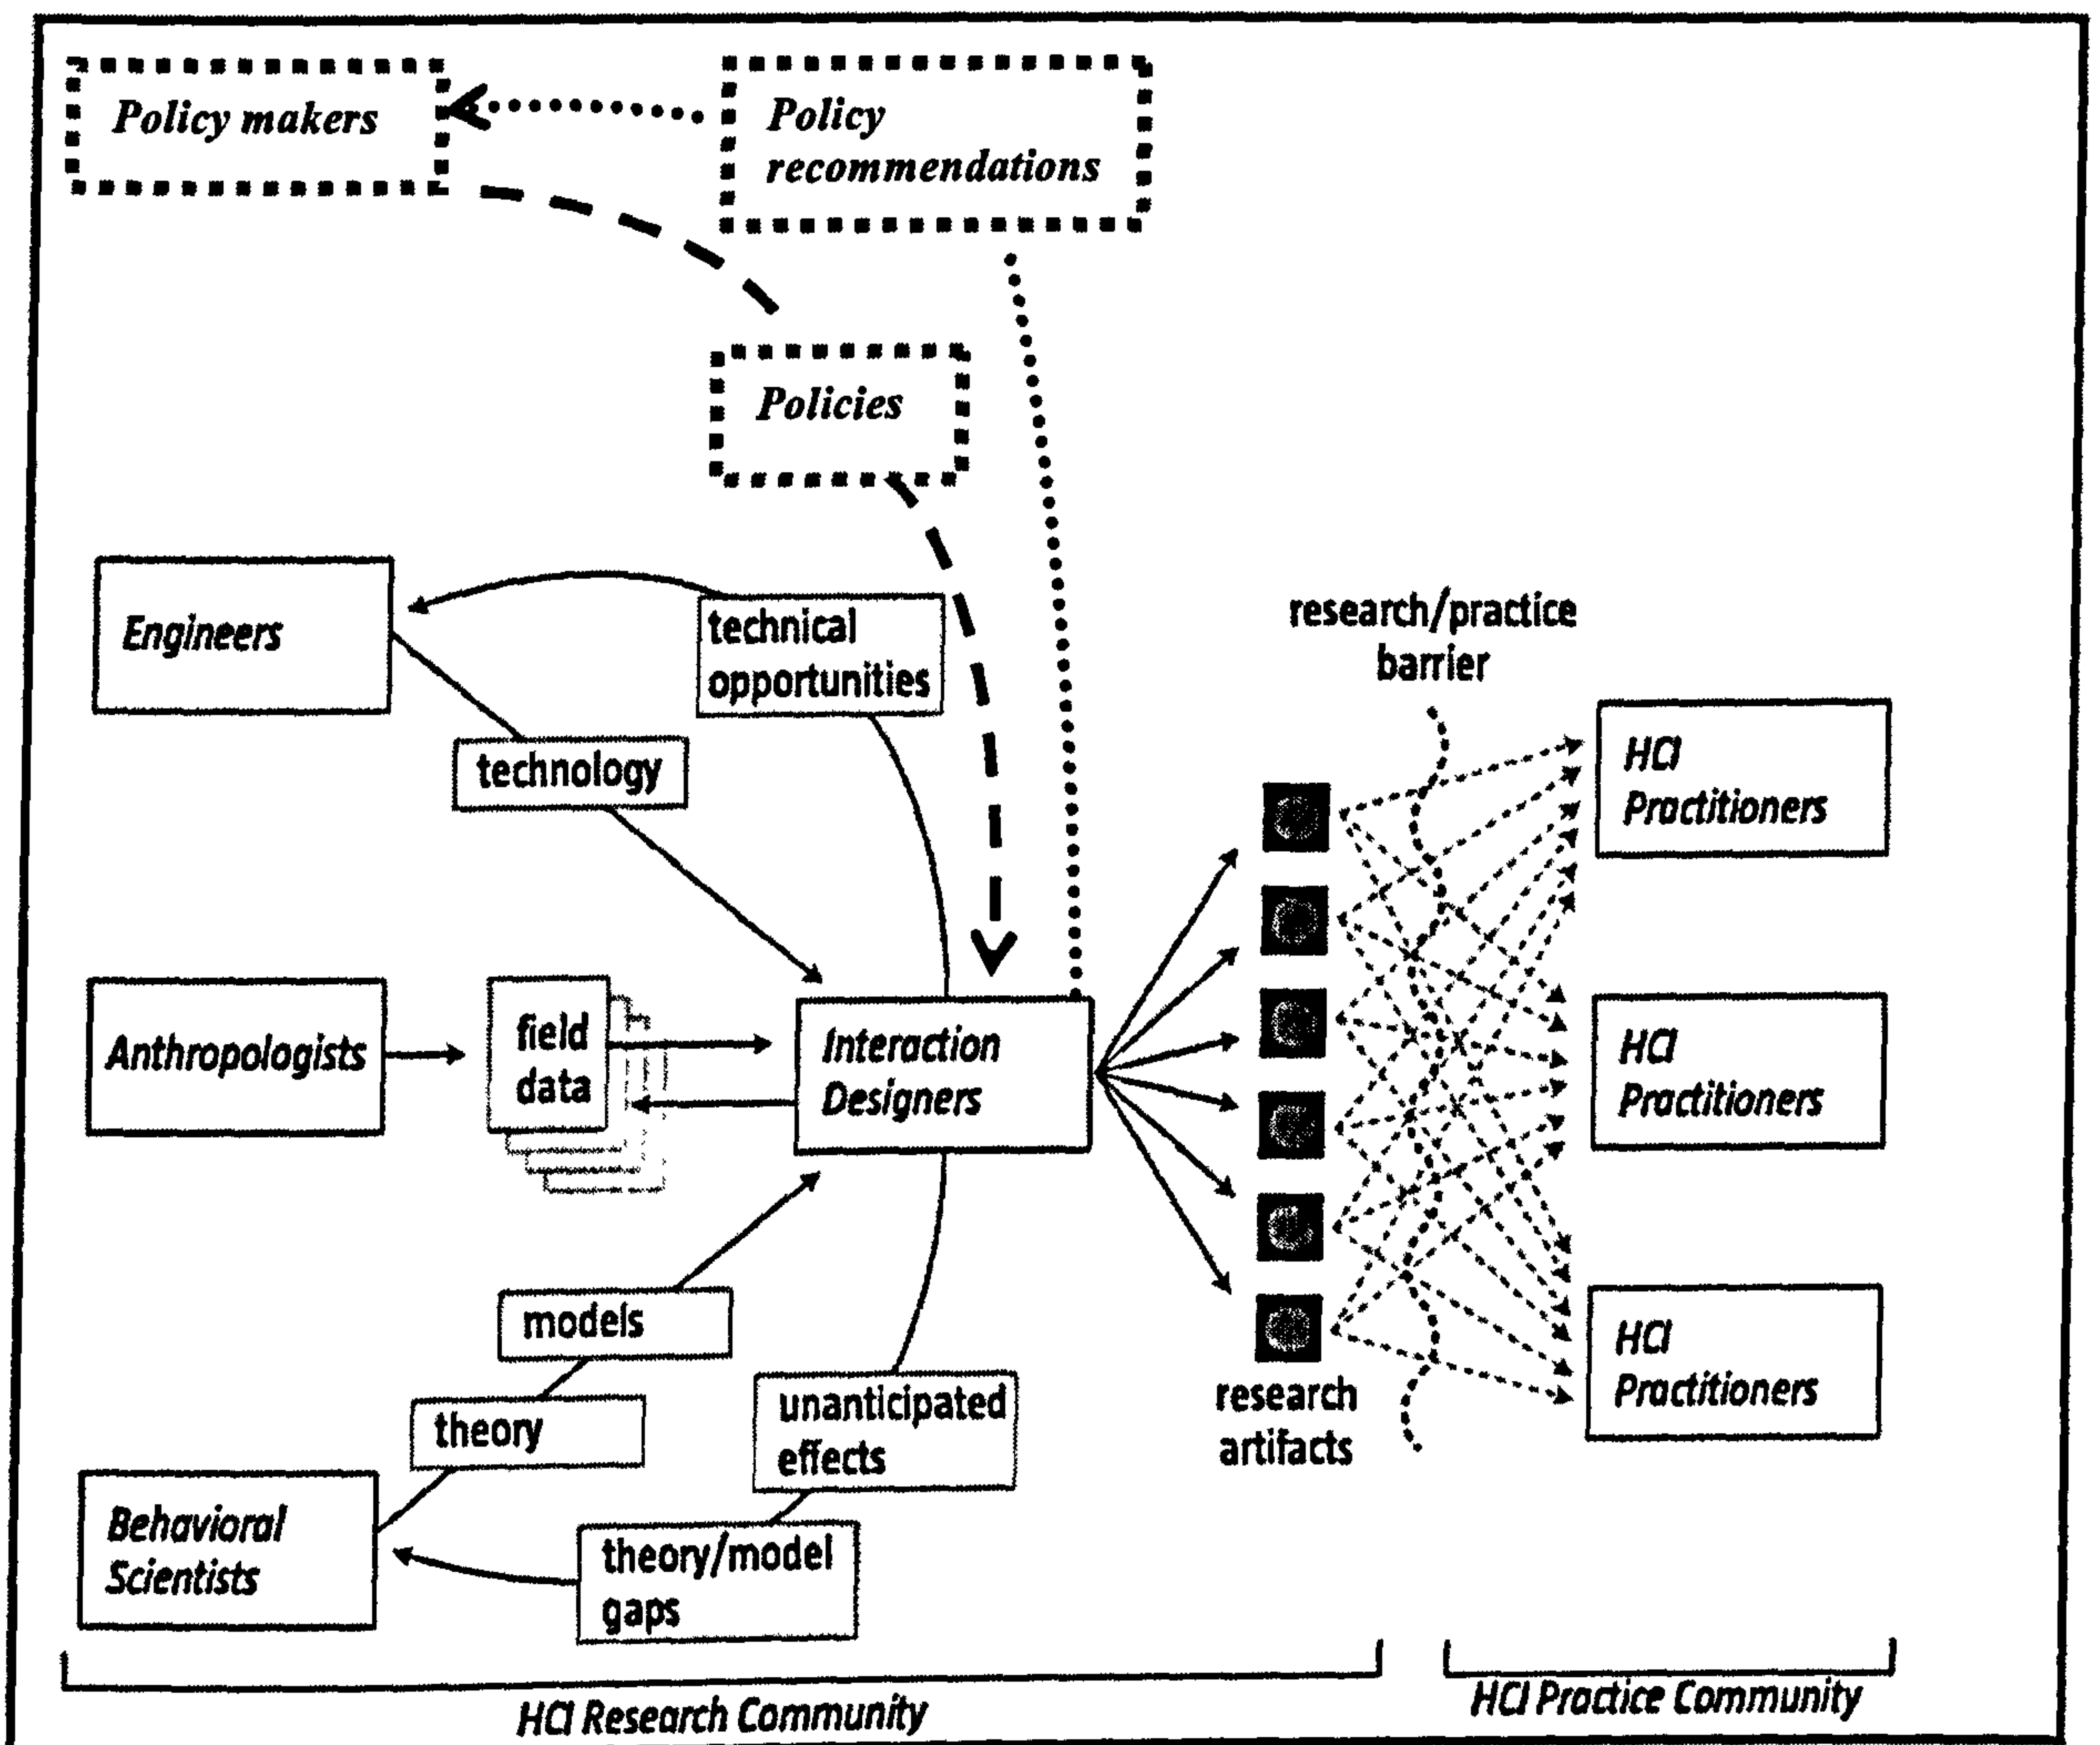 Policy makers
Policy
recommendations
Policies
Engineers
technical
opportunities
technology
research/practice
barrier
HCI
Practitioners
Anthropologists
field
data
Interaction
Designers
HCI
Practitioners
models
theory
unanticipated
effects
research
artifacts
HCI
Practitioners
Behavioral
Scientists
theory/model
gaps
HCI Research Community
HCI Practice Community